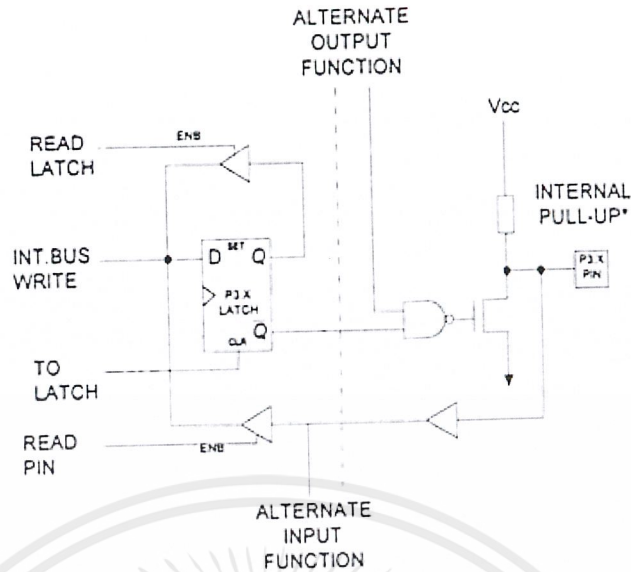 ALTERNATE
OUTPUT
FUNCTION
Vcc
READ
LATCH
ENB
INTERNAL
PULL-UP*
INT.BUS
WRITE
D SET Q
P3.X
LATCH
Q
CLR
P3.X
PIN
TO
LATCH
READ
PIN
ENB
ALTERNATE
INPUT
FUNCTION